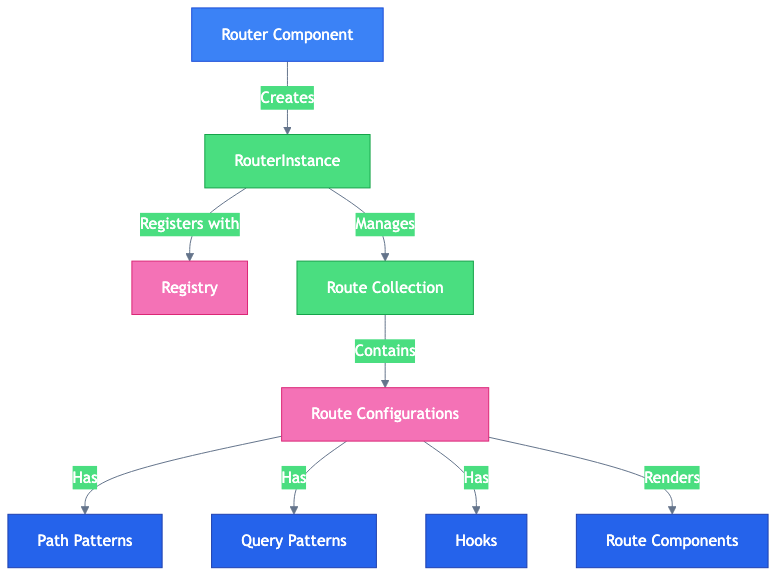 Router Component
Creates
RouterInstance
Registers with
Manages
Registry
Route Collection
Contains
Route Configurations
Has
Has
Has
Renders
Path Patterns
Query Patterns
Hooks
Route Components